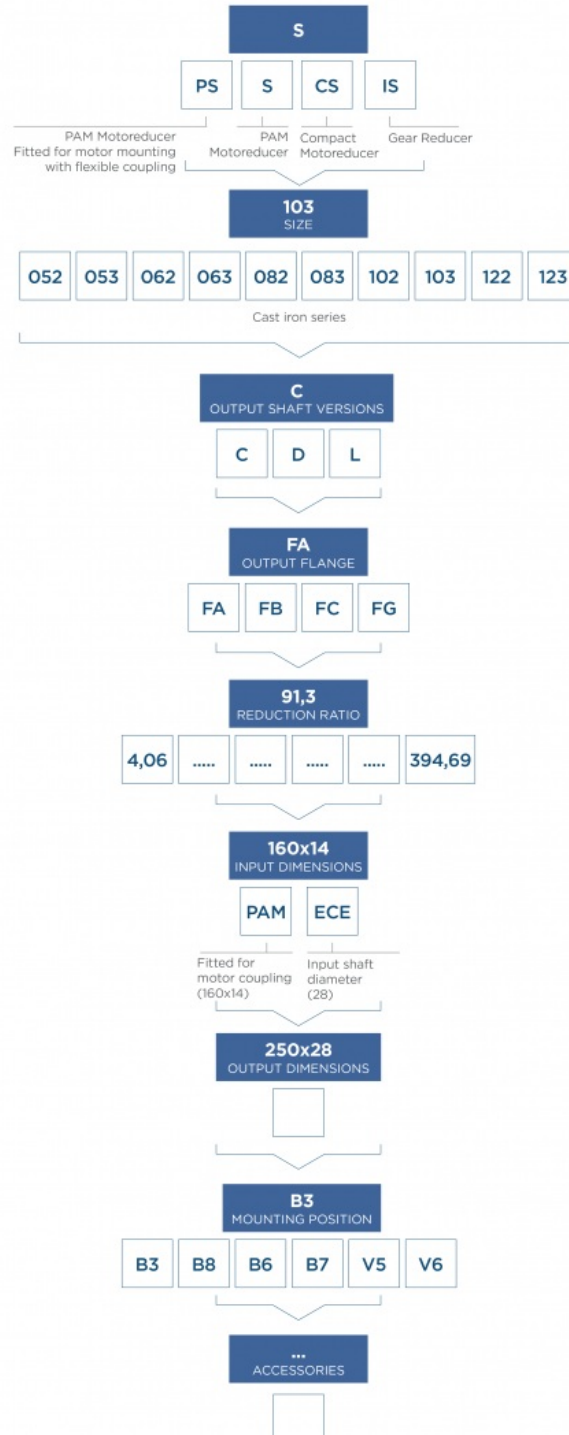 S
PS S CS IS
PAM Motoreducer
Fitted for motor mounting
with flexible coupling
PAM
Motoreducer
Compact
Motoreducer
Gear Reducer
103
SIZE
052 053 062 063 082 083 102 103 122 123
Cast iron series
C
OUTPUT SHAFT VERSIONS
C D L
FA
OUTPUT FLANGE
FA FB FC FG
91,3
REDUCTION RATIO
4,06 ..... ..... ..... ..... 394,69
160x14
INPUT DIMENSIONS
PAM ECE
Fitted for
motor coupling
(160x14)
Input shaft
diameter
(28)
250x28
OUTPUT DIMENSIONS
B3
MOUNTING POSITION
B3 B8 B6 B7 V5 V6
...
ACCESSORIES